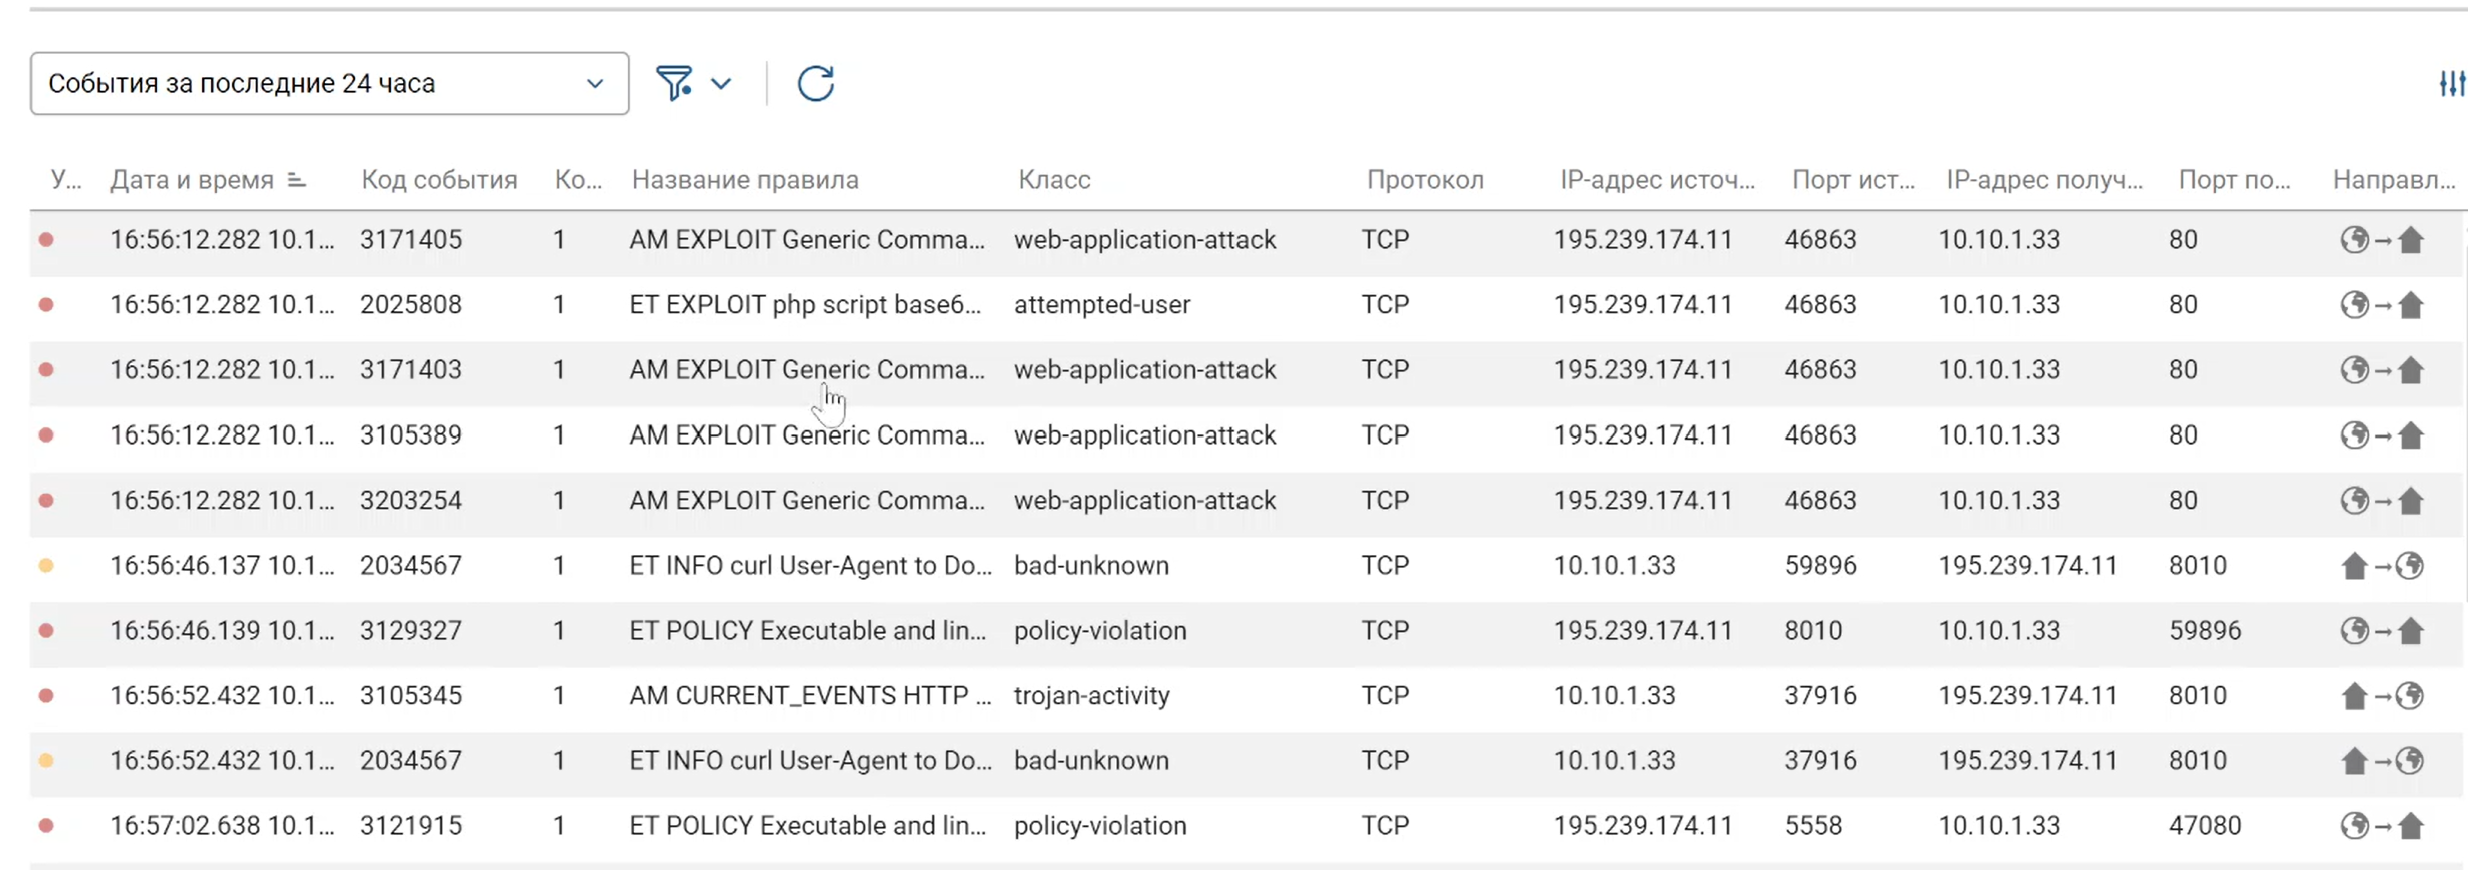 События за последние 24 часа
У... Дата и время Код события Ко... Название правила Класс Протокол IP-адрес источ... Порт ист... IP-адрес получ... Порт по... Направл...
16:56:12.282 10.1... 3171405 1 AM EXPLOIT Generic Comma... web-application-attack TCP 195.239.174.11 46863 10.10.1.33 80
16:56:12.282 10.1... 2025808 1 ET EXPLOIT php script base6... attempted-user TCP 195.239.174.11 46863 10.10.1.33 80
16:56:12.282 10.1... 3171403 1 AM EXPLOIT Generic Comma... web-application-attack TCP 195.239.174.11 46863 10.10.1.33 80
16:56:12.282 10.1... 3105389 1 AM EXPLOIT Generic Comma... web-application-attack TCP 195.239.174.11 46863 10.10.1.33 80
16:56:12.282 10.1... 3203254 1 AM EXPLOIT Generic Comma... web-application-attack TCP 195.239.174.11 46863 10.10.1.33 80
16:56:46.137 10.1... 2034567 1 ET INFO curl User-Agent to Do... bad-unknown TCP 10.10.1.33 59896 195.239.174.11 8010
16:56:46.139 10.1... 3129327 1 ET POLICY Executable and lin... policy-violation TCP 195.239.174.11 8010 10.10.1.33 59896
16:56:52.432 10.1... 3105345 1 AM CURRENT_EVENTS HTTP ... trojan-activity TCP 10.10.1.33 37916 195.239.174.11 8010
16:56:52.432 10.1... 2034567 1 ET INFO curl User-Agent to Do... bad-unknown TCP 10.10.1.33 37916 195.239.174.11 8010
16:57:02.638 10.1... 3121915 1 ET POLICY Executable and lin... policy-violation TCP 195.239.174.11 5558 10.10.1.33 47080